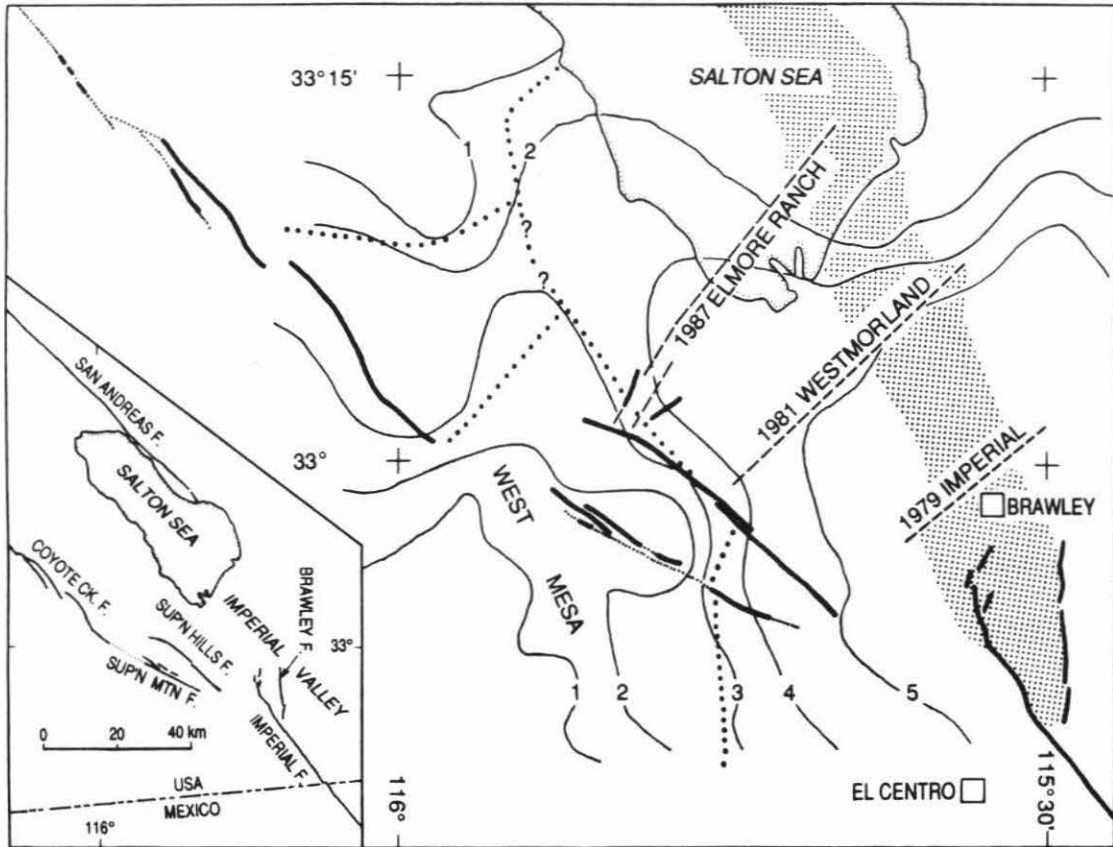 33° 15'
SALTON SEA
1
2
?
?
1987 ELMORE RANCH
1981 WESTMORLAND
1979 IMPERIAL
33°
BRAWLEY
WEST
MESA
1
2
3
4
5
EL CENTRO
116°
115° 30'
SAN ANDREAS F.
SALTON SEA
COYOTE CK. F.
SUP'N HILLS F.
SUP'N MTN F.
IMPERIAL VALLEY
BRAWLEY F.
33°
IMPERIAL F.
0 20 40 km
USA
MEXICO
116°